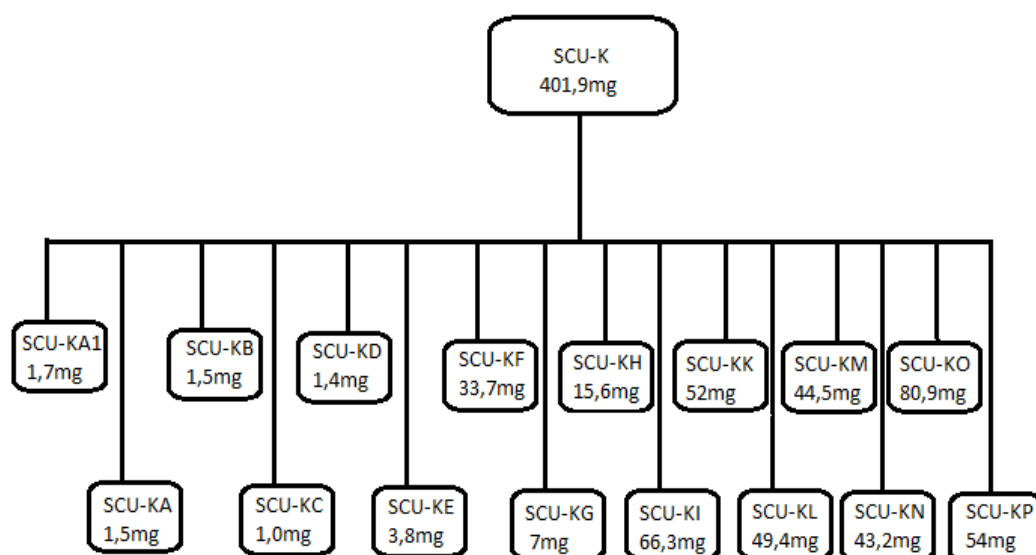 SCU-K
401,9mg
SCU-KA1
1,7mg
SCU-KB
1,5mg
SCU-KD
1,4mg
SCU-KF
33,7mg
SCU-KH
15,6mg
SCU-KK
52mg
SCU-KM
44,5mg
SCU-KO
80,9mg
SCU-KA
1,5mg
SCU-KC
1,0mg
SCU-KE
3,8mg
SCU-KG
7mg
SCU-KI
66,3mg
SCU-KL
49,4mg
SCU-KN
43,2mg
SCU-KP
54mg